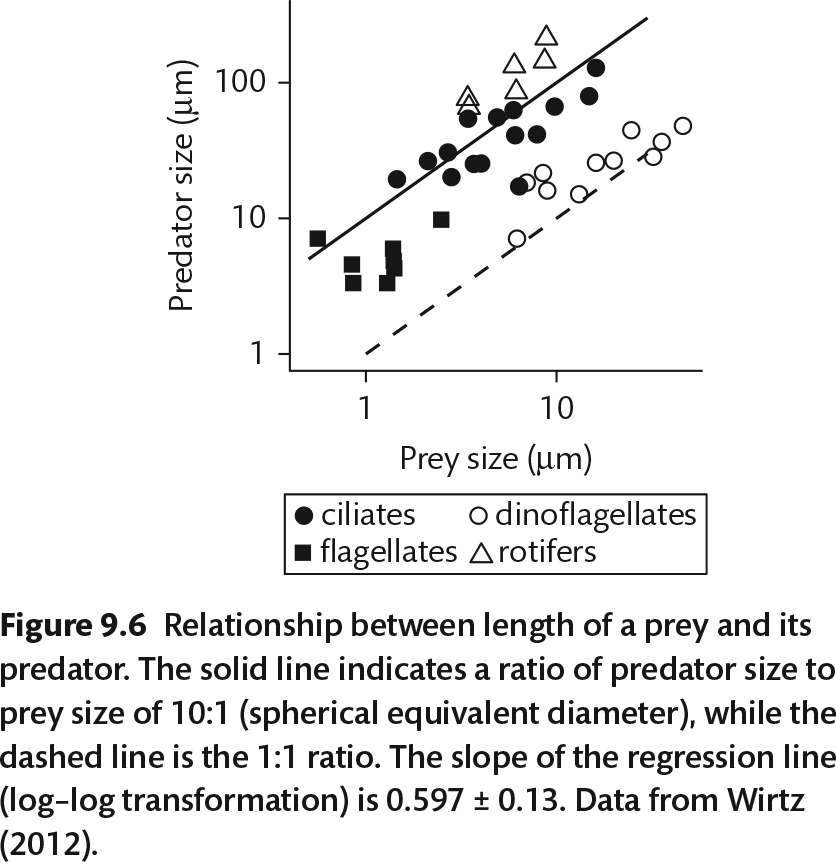 100
10
1
Predator size (μm)
1
10
Prey size (μm)
ciliates
dinoflagellates
flagellates
rotifers
Figure 9.6 Relationship between length of a prey and its
predator. The solid line indicates a ratio of predator size to
prey size of 10:1 (spherical equivalent diameter), while the
dashed line is the 1:1 ratio. The slope of the regression line
(log–log transformation) is 0.597 ± 0.13. Data from Wirtz
(2012).